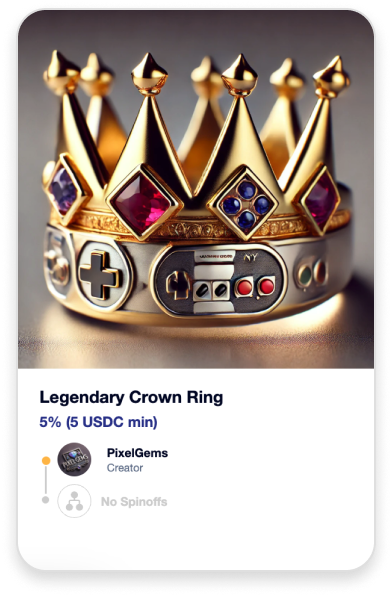 NY
Legendary Crown Ring
5% (5 USDC min)
PixelGems
Creator
No Spinoffs